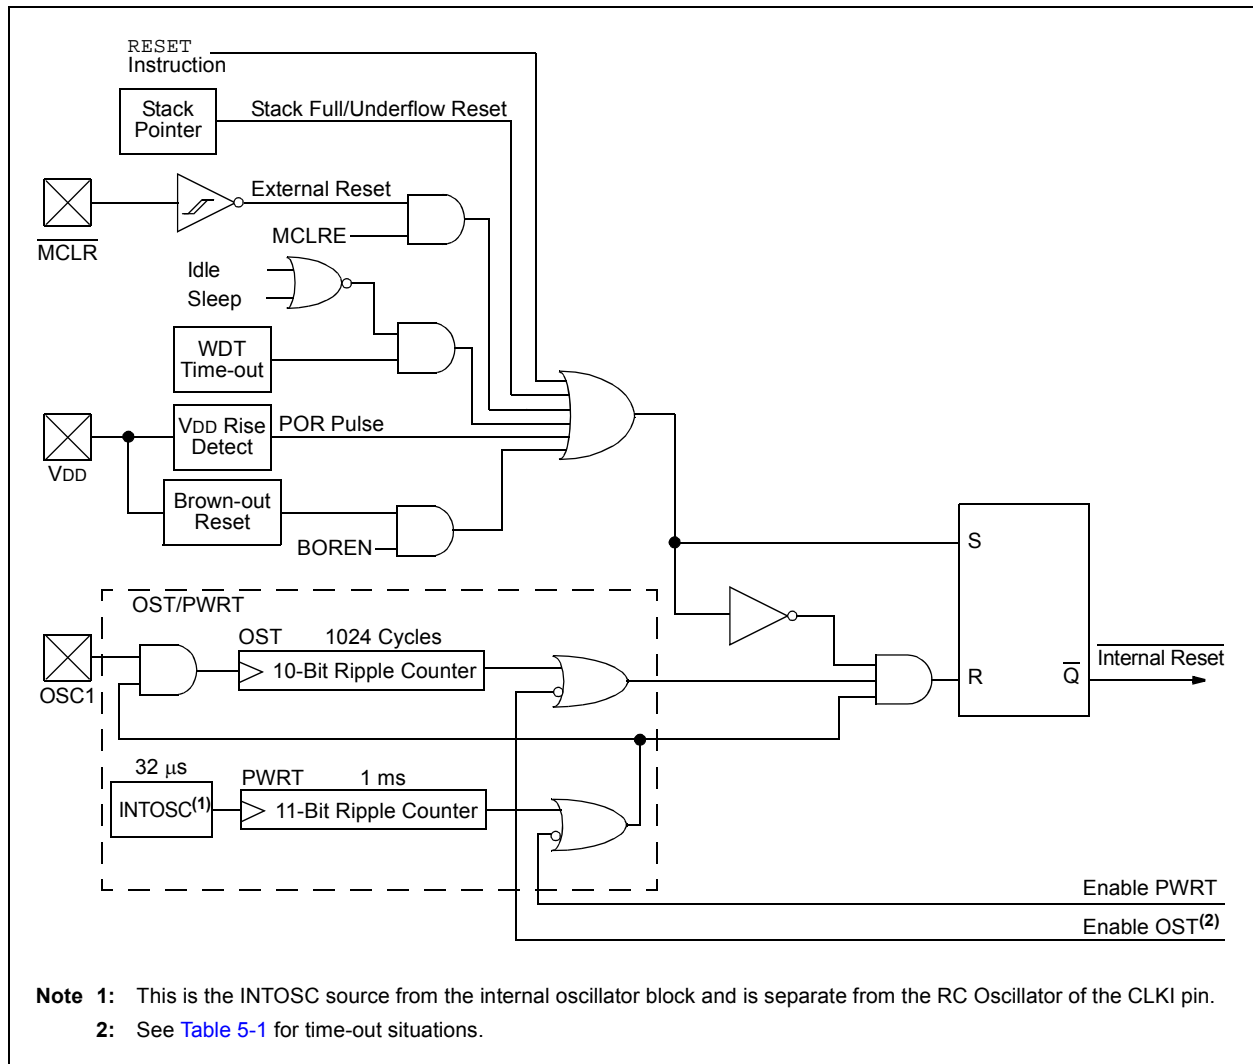 RESET
Instruction
Stack
Pointer
Stack Full/Underflow Reset
External Reset
MCLR
MCLRE
Idle
Sleep
WDT
Time-out
VDD
VDD Rise
Detect
POR Pulse
Brown-out
Reset
BOREN
S
OST/PWRT
OST 1024 Cycles
10-Bit Ripple Counter
OSC1
R
Q
Internal Reset
32 μs
INTOSC(1)
PWRT 1 ms
11-Bit Ripple Counter
Enable PWRT
Enable OST(2)
Note 1: This is the INTOSC source from the internal oscillator block and is separate from the RC Oscillator of the CLKI pin.
2: See Table 5-1 for time-out situations.